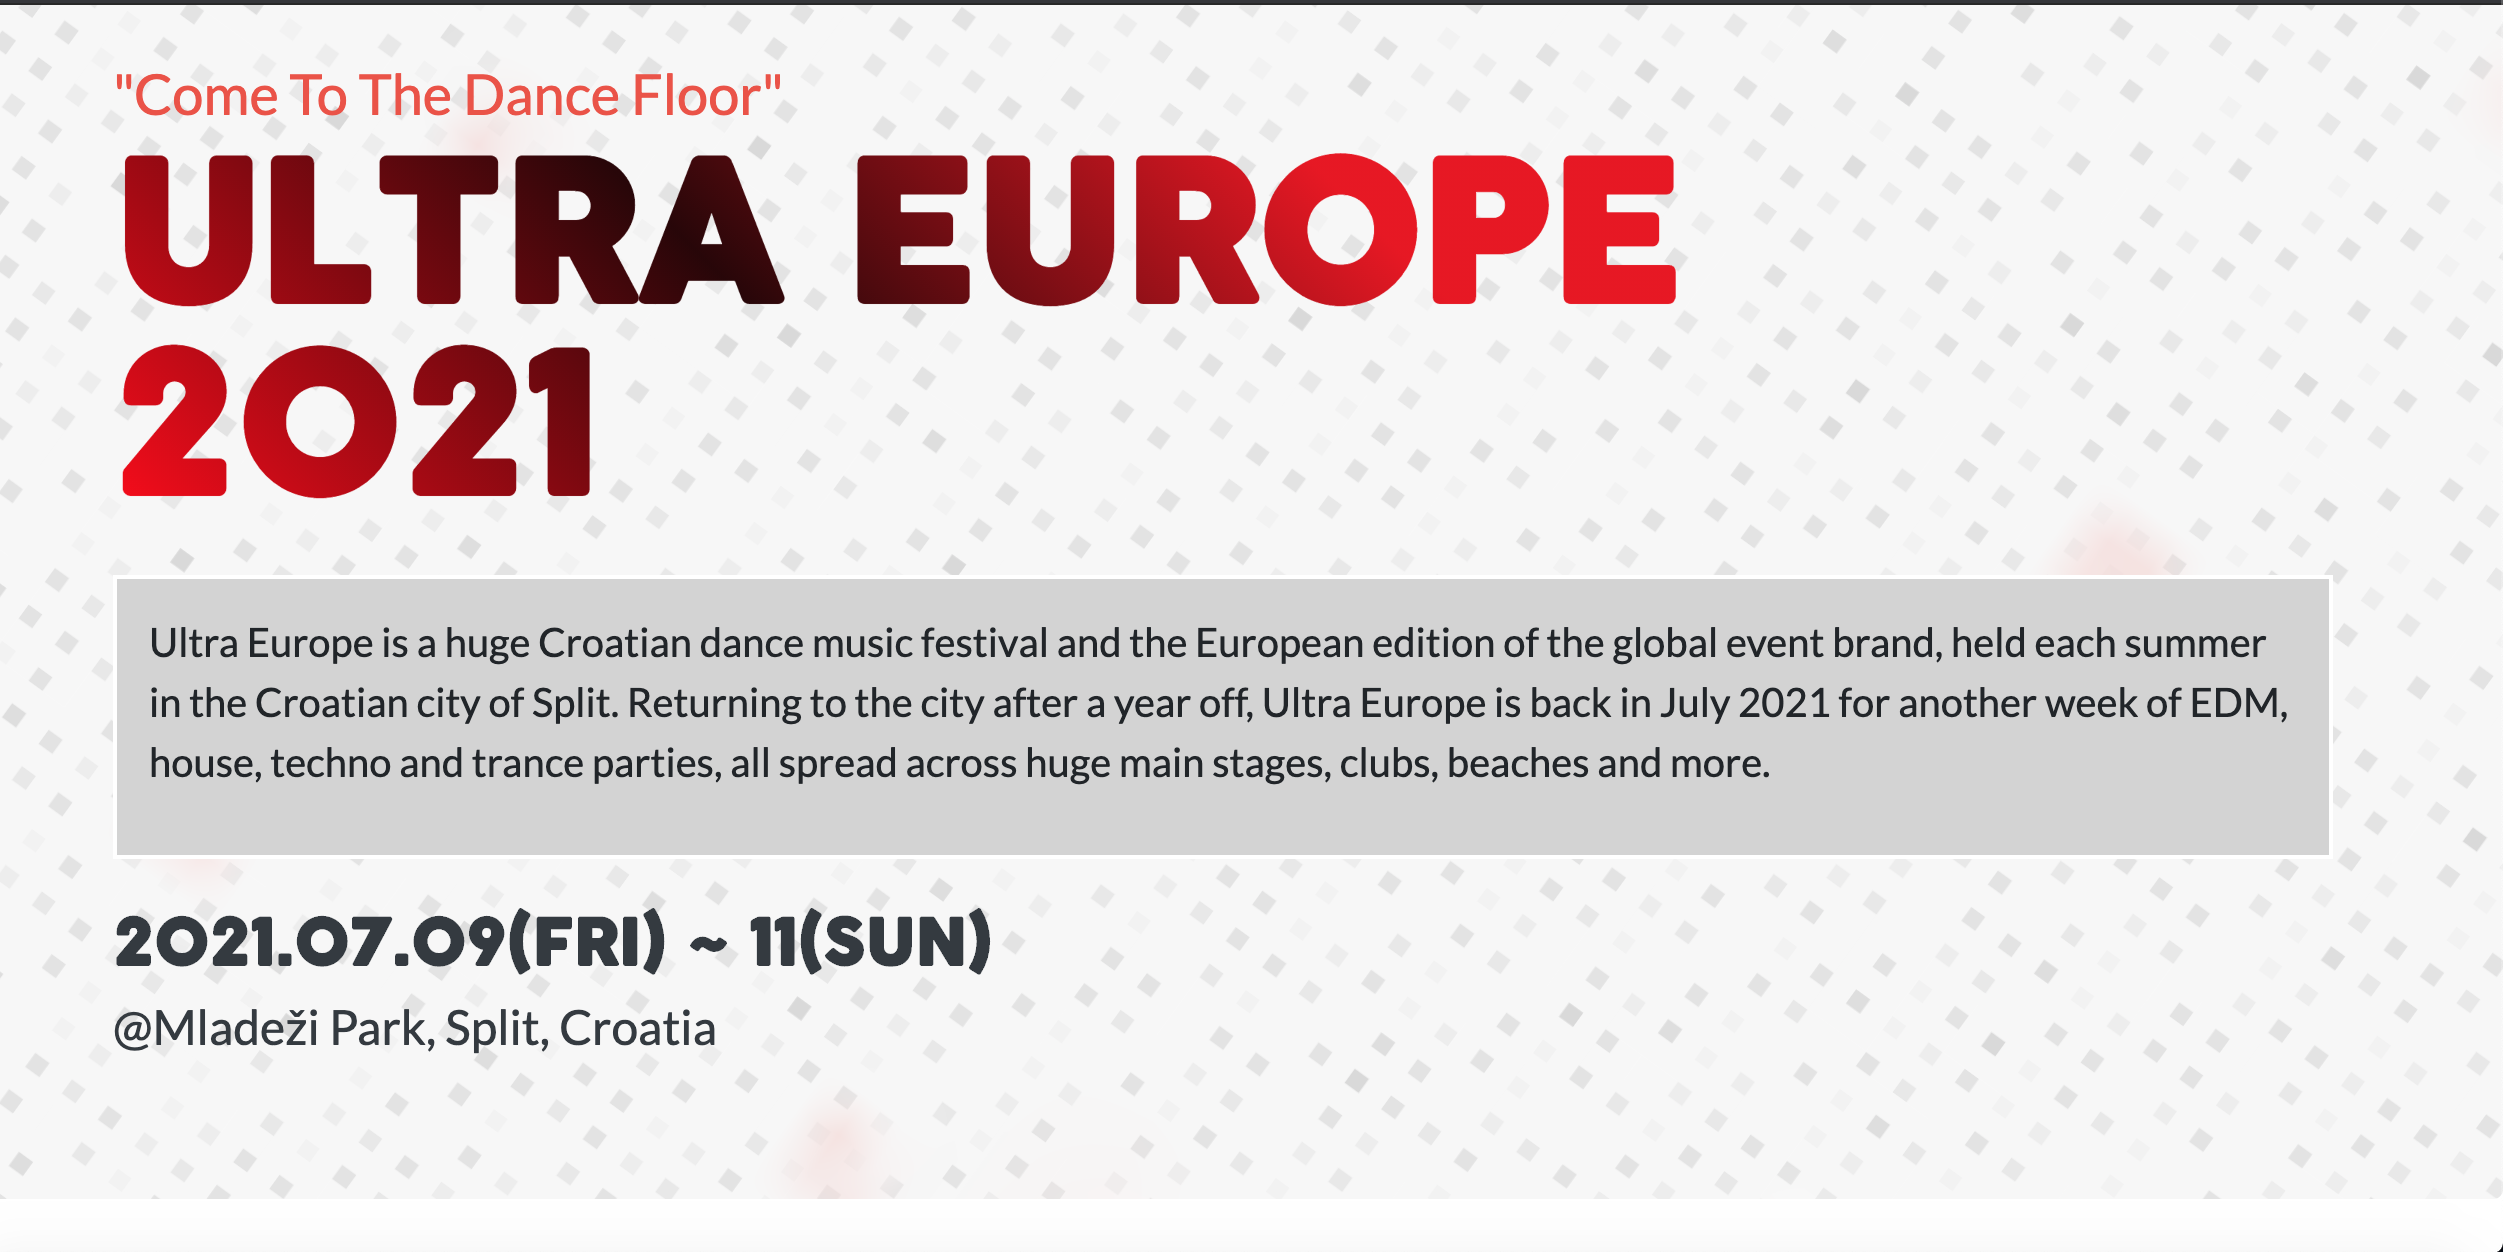 "Come To The Dance Floor"
ULTRA EUROPE
2021
Ultra Europe is a huge Croatian dance music festival and the European edition of the global event brand, held each summer
in the Croatian city of Split. Returning to the city after a year off, Ultra Europe is back in July 2021 for another week of EDM,
house, techno and trance parties, all spread across huge main stages, clubs, beaches and more.
2021.07.09(FRI) ~ 11(SUN)
@Mladeži Park, Split, Croatia